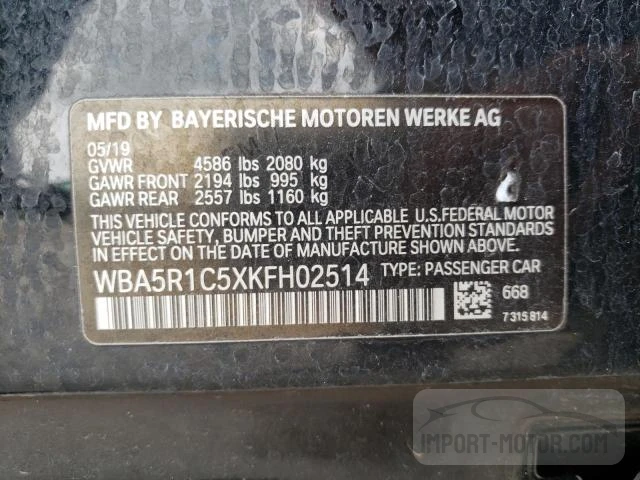 MFD BY BAYERISCHE MOTOREN WERKE AG
05/19
GVWR 4586 lbs 2080 kg
GAWR FRONT 2194 lbs 995 kg
GAWR REAR 2557 lbs 1160 kg
THIS VEHICLE CONFORMS TO ALL APPLICABLE U.S.FEDERAL MOTOR
VEHICLE SAFETY, BUMPER AND THEFT PREVENTION STANDARDS
IN EFFECT ON THE DATE OF MANUFACTURE SHOWN ABOVE.
WBA5R1C5XKFH02514 TYPE: PASSENGER CAR
668
7 315 814
IMPORT-MOTOR.COM